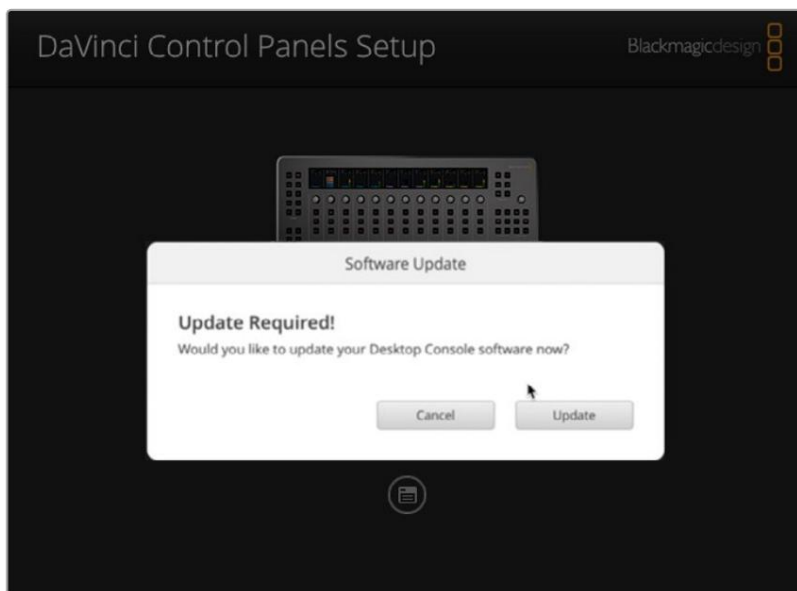 DaVinci Control Panels Setup
Blackmagicdesign
Software Update
Update Required!
Would you like to update your Desktop Console software now?
Cancel
Update